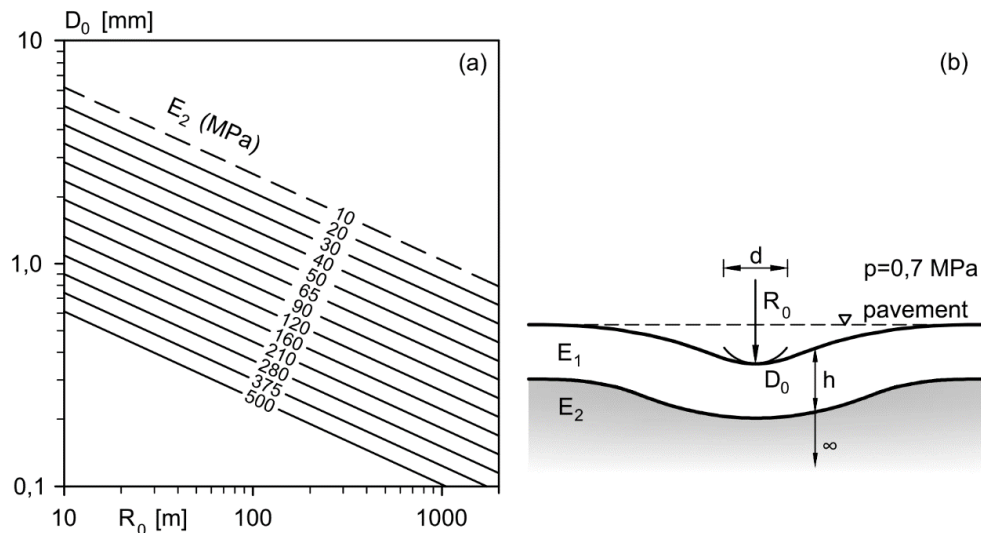 D₀ [mm]
10
(a)
E₂ (MPa)
10
20
30
40
50
65
90
120
160
210
280
375
500
1.0
0,1
10
R₀ [m]
100
1000
(b)
d
p=0,7 MPa
R₀
pavement
E₁
D₀
h
E₂
∞